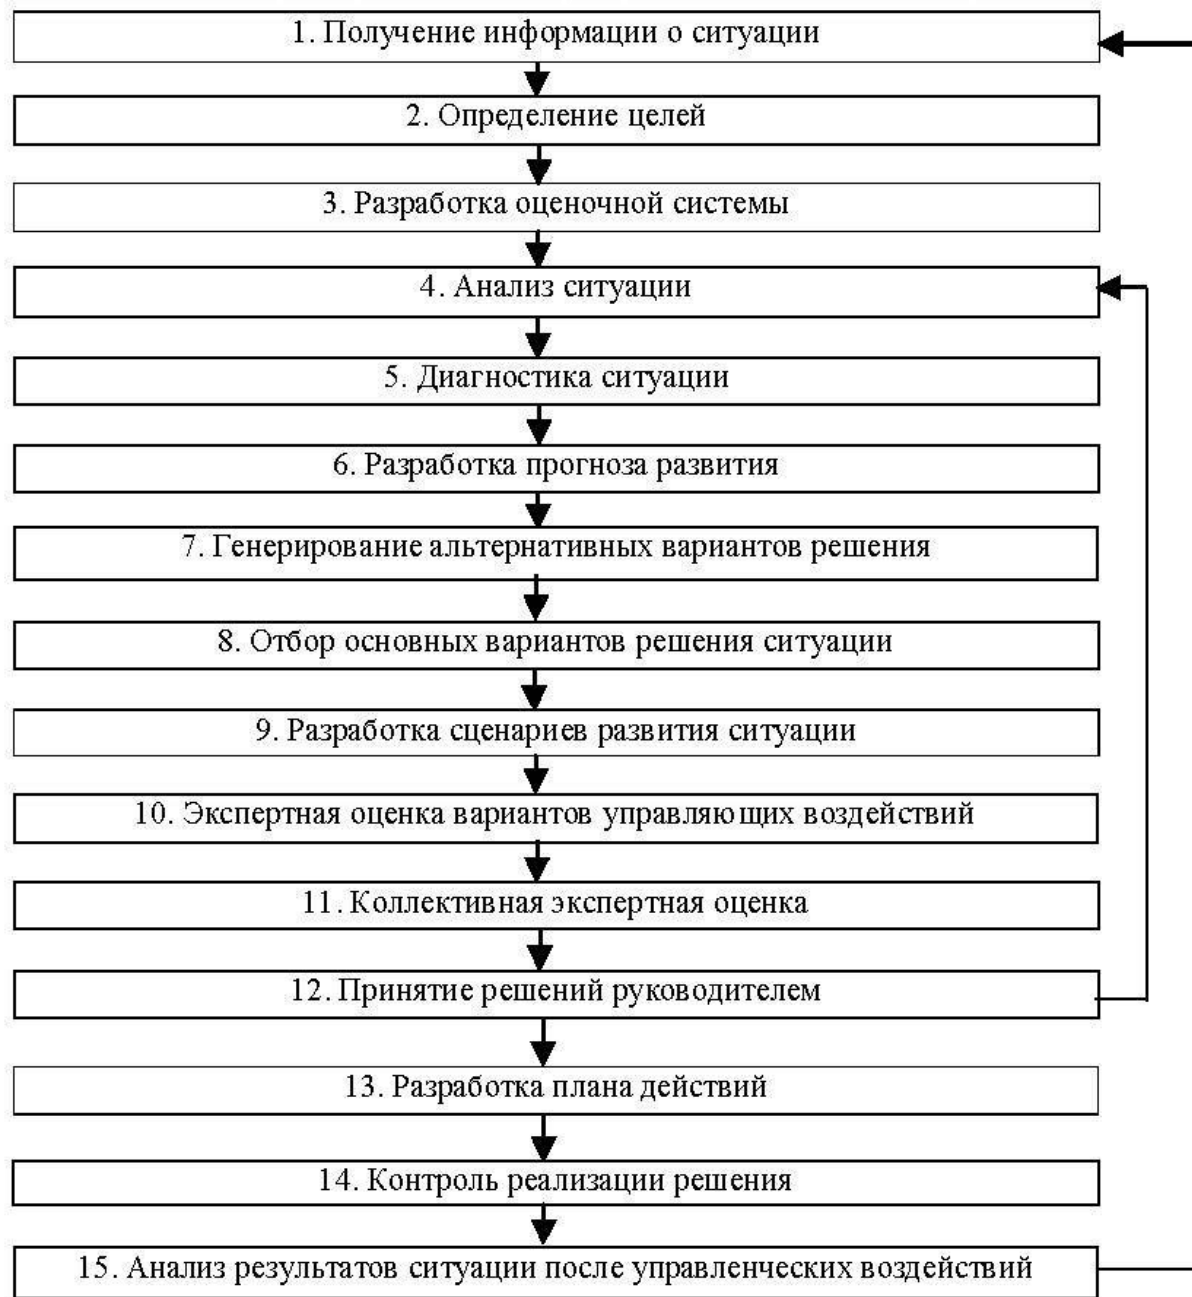 1. Получение информации о ситуации
2. Определение целей
3. Разработка оценочной системы
4. Анализ ситуации
5. Диагностика ситуации
6. Разработка прогноза развития
7. Генерирование альтернативных вариантов решения
8. Отбор основных вариантов решения ситуации
9. Разработка сценариев развития ситуации
10. Экспертная оценка вариантов управляющих воздействий
11. Коллективная экспертная оценка
12. Принятие решений руководителем
13. Разработка плана действий
14. Контроль реализации решения
15. Анализ результатов ситуации после управленческих воздействий